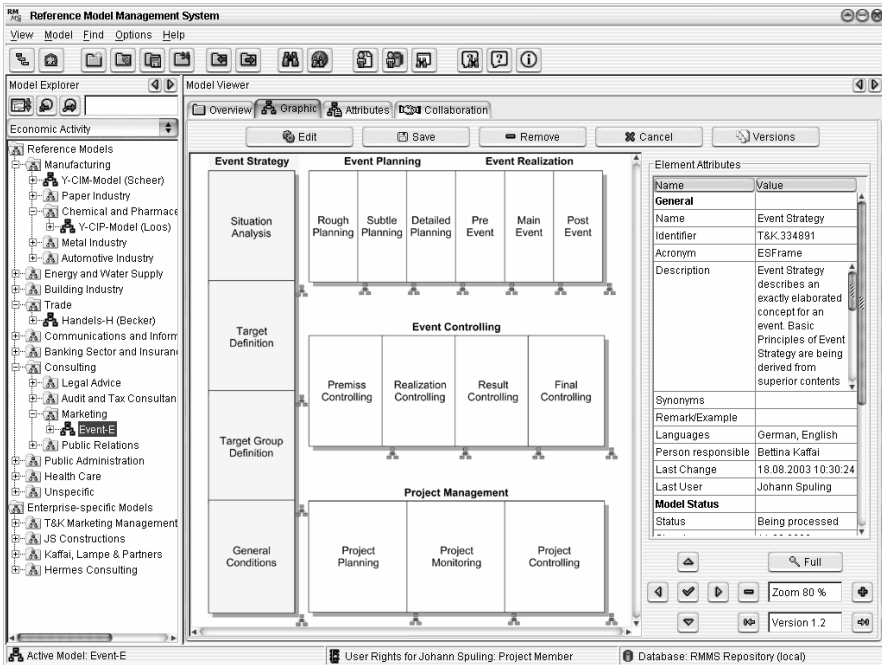 RM MS Reference Model Management System
View Model Find Options Help
Model Explorer
Model Viewer
Overview Graphic Attributes Collaboration
Economic Activity
Edit Save Remove Cancel Versions
Reference Models
Manufacturing
Y-CIM-Model (Scheer)
Paper Industry
Chemical and Pharmace
Y-CIP-Model (Loos)
Metal Industry
Automotive Industry
Energy and Water Supply
Building Industry
Trade
Handels-H (Becker)
Communications and Inform
Banking Sector and Insuran
Consulting
Legal Advice
Audit and Tax Consultan
Marketing
Event-E
Public Relations
Public Administration
Health Care
Unspecific
Enterprise-specific Models
T&K Marketing Management
JS Constructions
Kaffai, Lampe & Partners
Hermes Consulting
Event Strategy
Situation
Analysis
Target
Definition
Target Group
Definition
General
Conditions
Event Planning
Event Realization
Rough
Planning
Subtle
Planning
Detailed
Planning
Pre
Event
Main
Event
Post
Event
Event Controlling
Premiss
Controlling
Realization
Controlling
Result
Controlling
Final
Controlling
Project Management
Project
Planning
Project
Monitoring
Project
Controlling
Element Attributes
Name Value
General
Name Event Strategy
Identifier T&K.334891
Acronym ESFrame
Description Event Strategy
describes an
exactly elaborated
concept for an
event. Basic
Principles of Event
Strategy are being
derived from
superior contents
Synonyms
Remark/Example
Languages German, English
Person responsible Bettina Kaffai
Last Change 18.08.2003 10:30:24
Last User Johann Spuling
Model Status
Status Being processed
Full
Zoom 80 %
Version 1.2
Active Model: Event-E
User Rights for Johann Spuling: Project Member
Database: RMMS Repository (local)